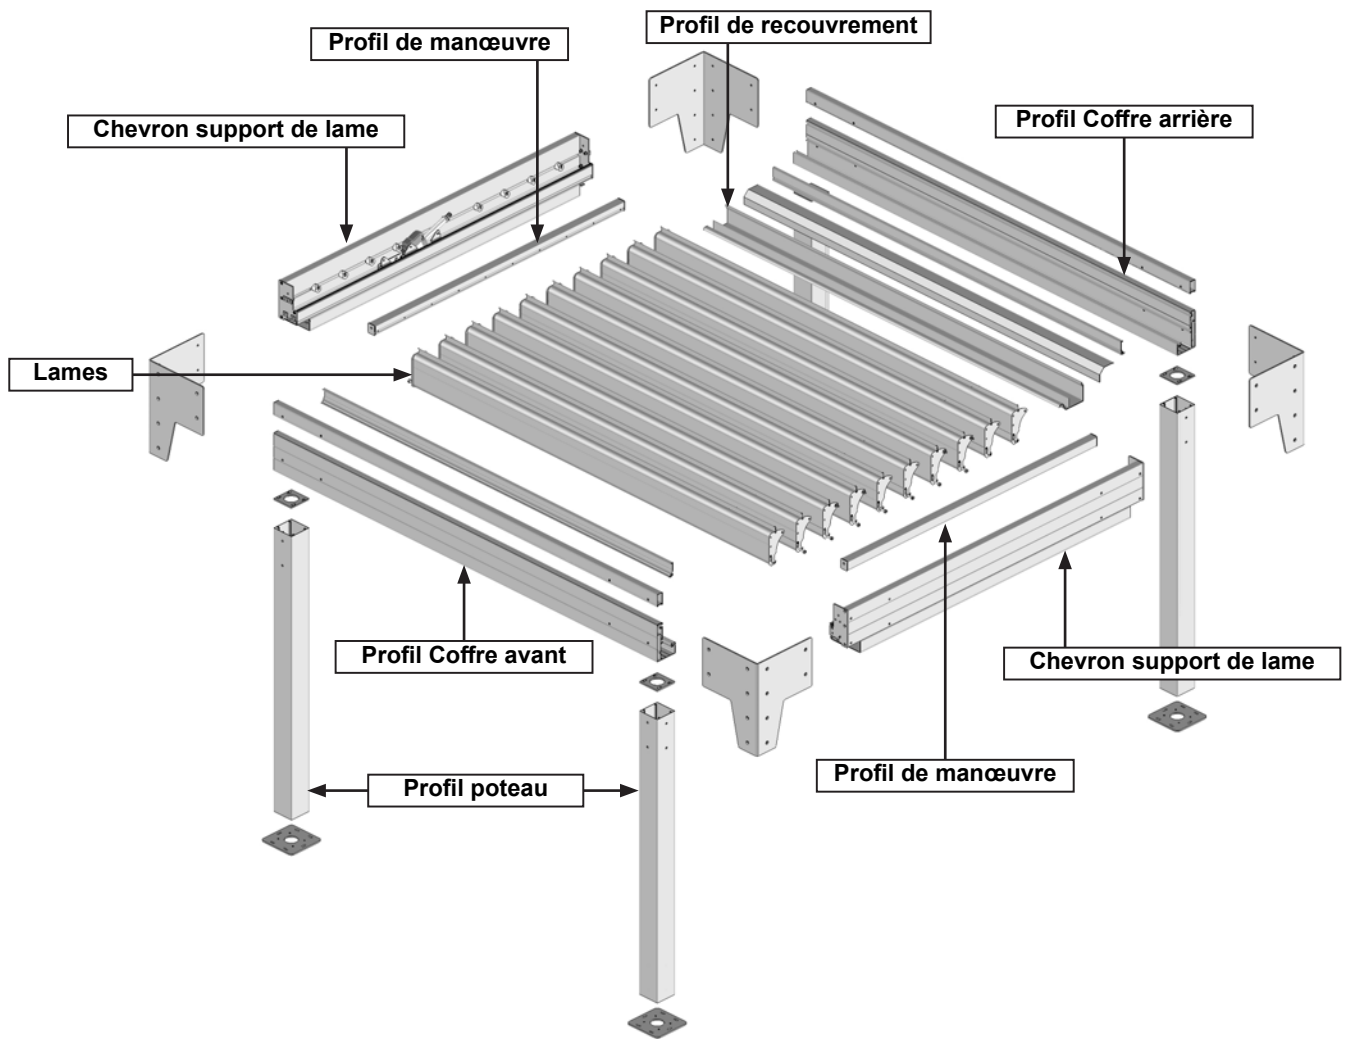 Profil de recouvrement
Profil de manœuvre
Chevron support de lame
Profil Coffre arrière
Lames
Profil Coffre avant
Chevron support de lame
Profil de manœuvre
Profil poteau